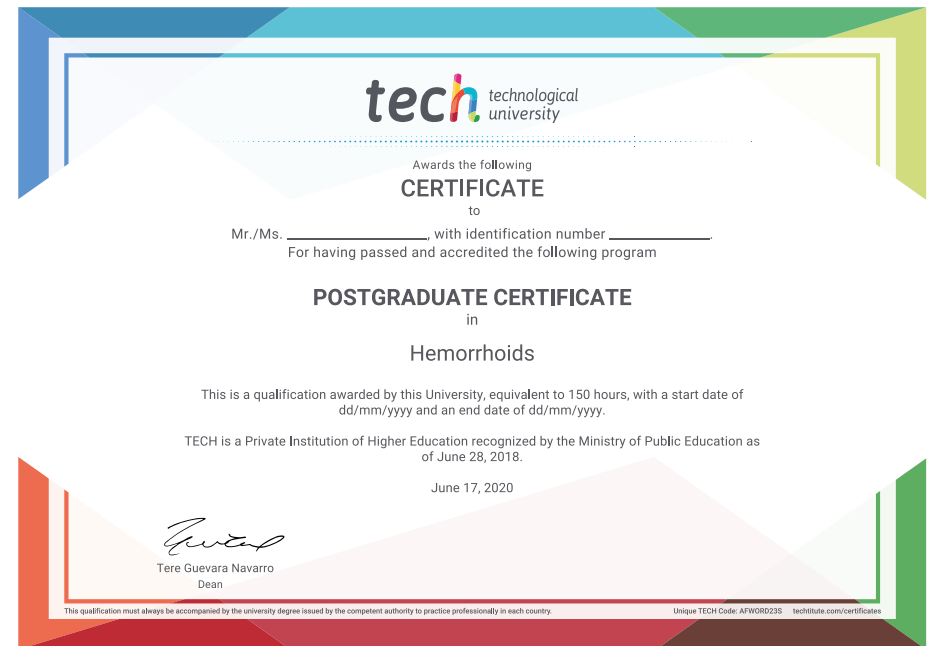 tech technological
university
Awards the following
CERTIFICATE
to
Mr./Ms. ____________________, with identification number ______________.
For having passed and accredited the following program
POSTGRADUATE CERTIFICATE
in
Hemorrhoids
This is a qualification awarded by this University, equivalent to 150 hours, with a start date of
dd/mm/yyyy and an end date of dd/mm/yyyy.
TECH is a Private Institution of Higher Education recognized by the Ministry of Public Education as
of June 28, 2018.
June 17, 2020
Tere Guevara Navarro
Dean
This qualification must always be accompanied by the university degree issued by the competent authority to practice professionally in each country. Unique TECH Code: AFWORD23S techtitute.com/certificates